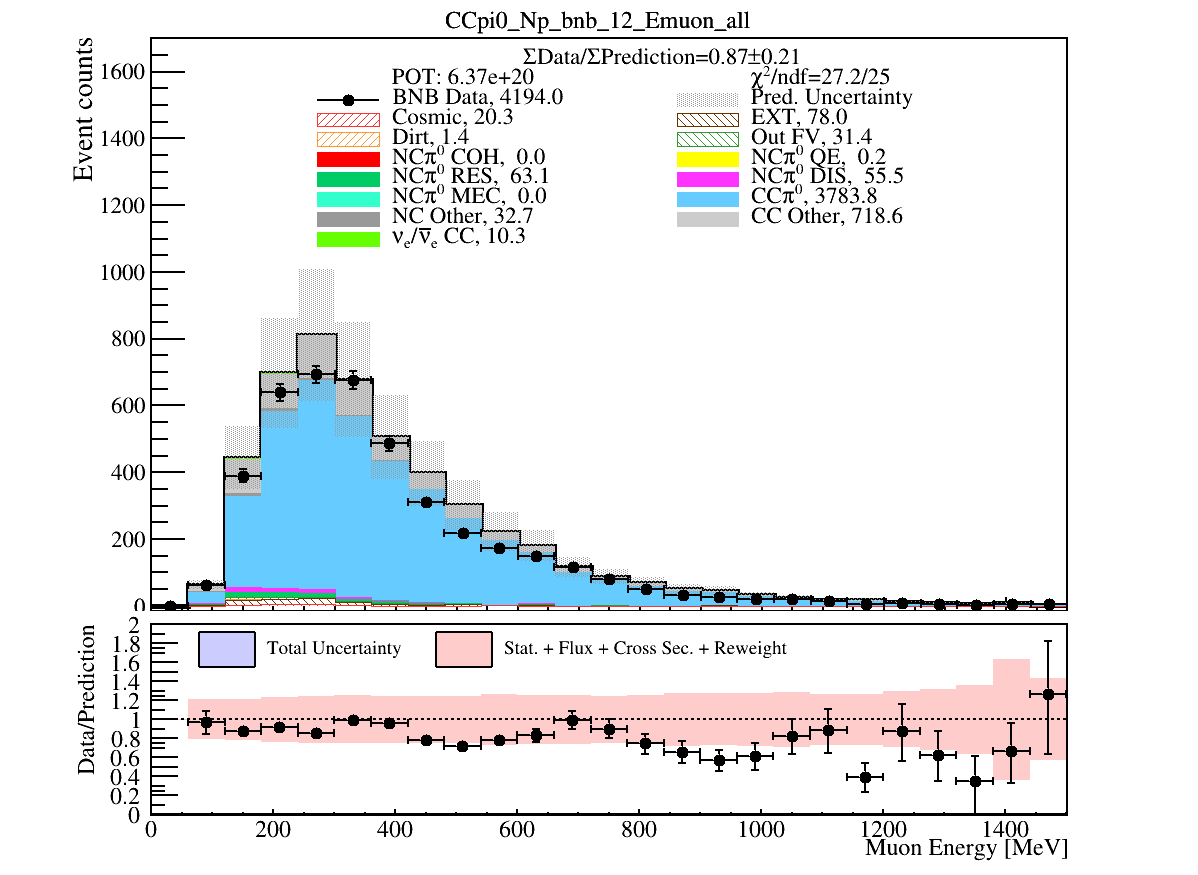 CCpi0_Np_bnb_12_Emuon_all
ΣData/ΣPrediction=0.87±0.21
POT: 6.37e+20
χ²/ndf=27.2/25
BNB Data, 4194.0
Pred. Uncertainty
Cosmic, 20.3
EXT, 78.0
Dirt, 1.4
Out FV, 31.4
NCπ⁰ COH, 0.0
NCπ⁰ QE, 0.2
NCπ⁰ RES, 63.1
NCπ⁰ DIS, 55.5
NCπ⁰ MEC, 0.0
CCπ⁰, 3783.8
NC Other, 32.7
CC Other, 718.6
νₑ/ν̅ₑ CC, 10.3
Event counts
1600
1400
1200
1000
800
600
400
200
0
Total Uncertainty
Stat. + Flux + Cross Sec. + Reweight
Data/Prediction
2
1.8
1.6
1.4
1.2
1
0.8
0.6
0.4
0.2
0
0 200 400 600 800 1000 1200 1400
Muon Energy [MeV]